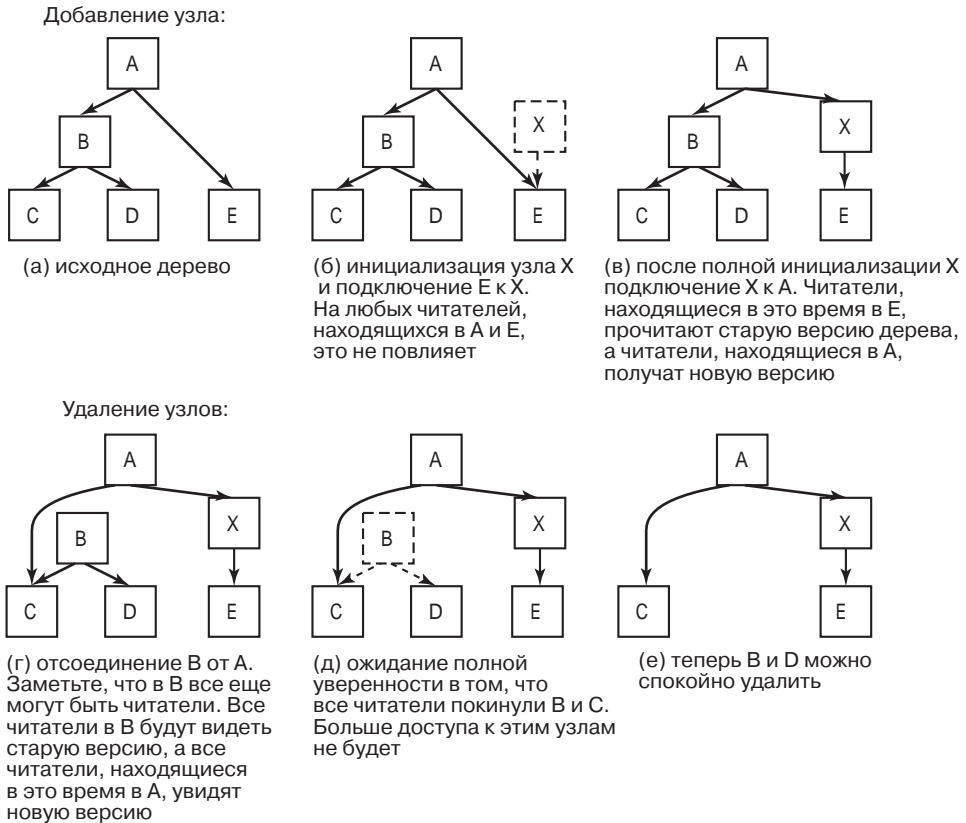 Добавление узла:
A
B
C
D
E
A
B
X
C
D
E
A
B
X
C
D
E
(а) исходное дерево
(б) инициализация узла X
и подключение E к X.
На любых читателей,
находящихся в A и E,
это не повлияет
(в) после полной инициализации X
подключение X к A. Читатели,
находящиеся в это время в E,
прочитают старую версию дерева,
а читатели, находящиеся в A,
получат новую версию
Удаление узлов:
A
B
X
C
D
E
A
B
X
C
D
E
A
X
C
E
(г) отсоединение B от A.
Заметьте, что в B все еще
могут быть читатели. Все
читатели в B будут видеть
старую версию, а все
читатели, находящиеся
в это время в A, увидят
новую версию
(д) ожидание полной
уверенности в том, что
все читатели покинули B и C.
Больше доступа к этим узлам
не будет
(е) теперь B и D можно
спокойно удалить